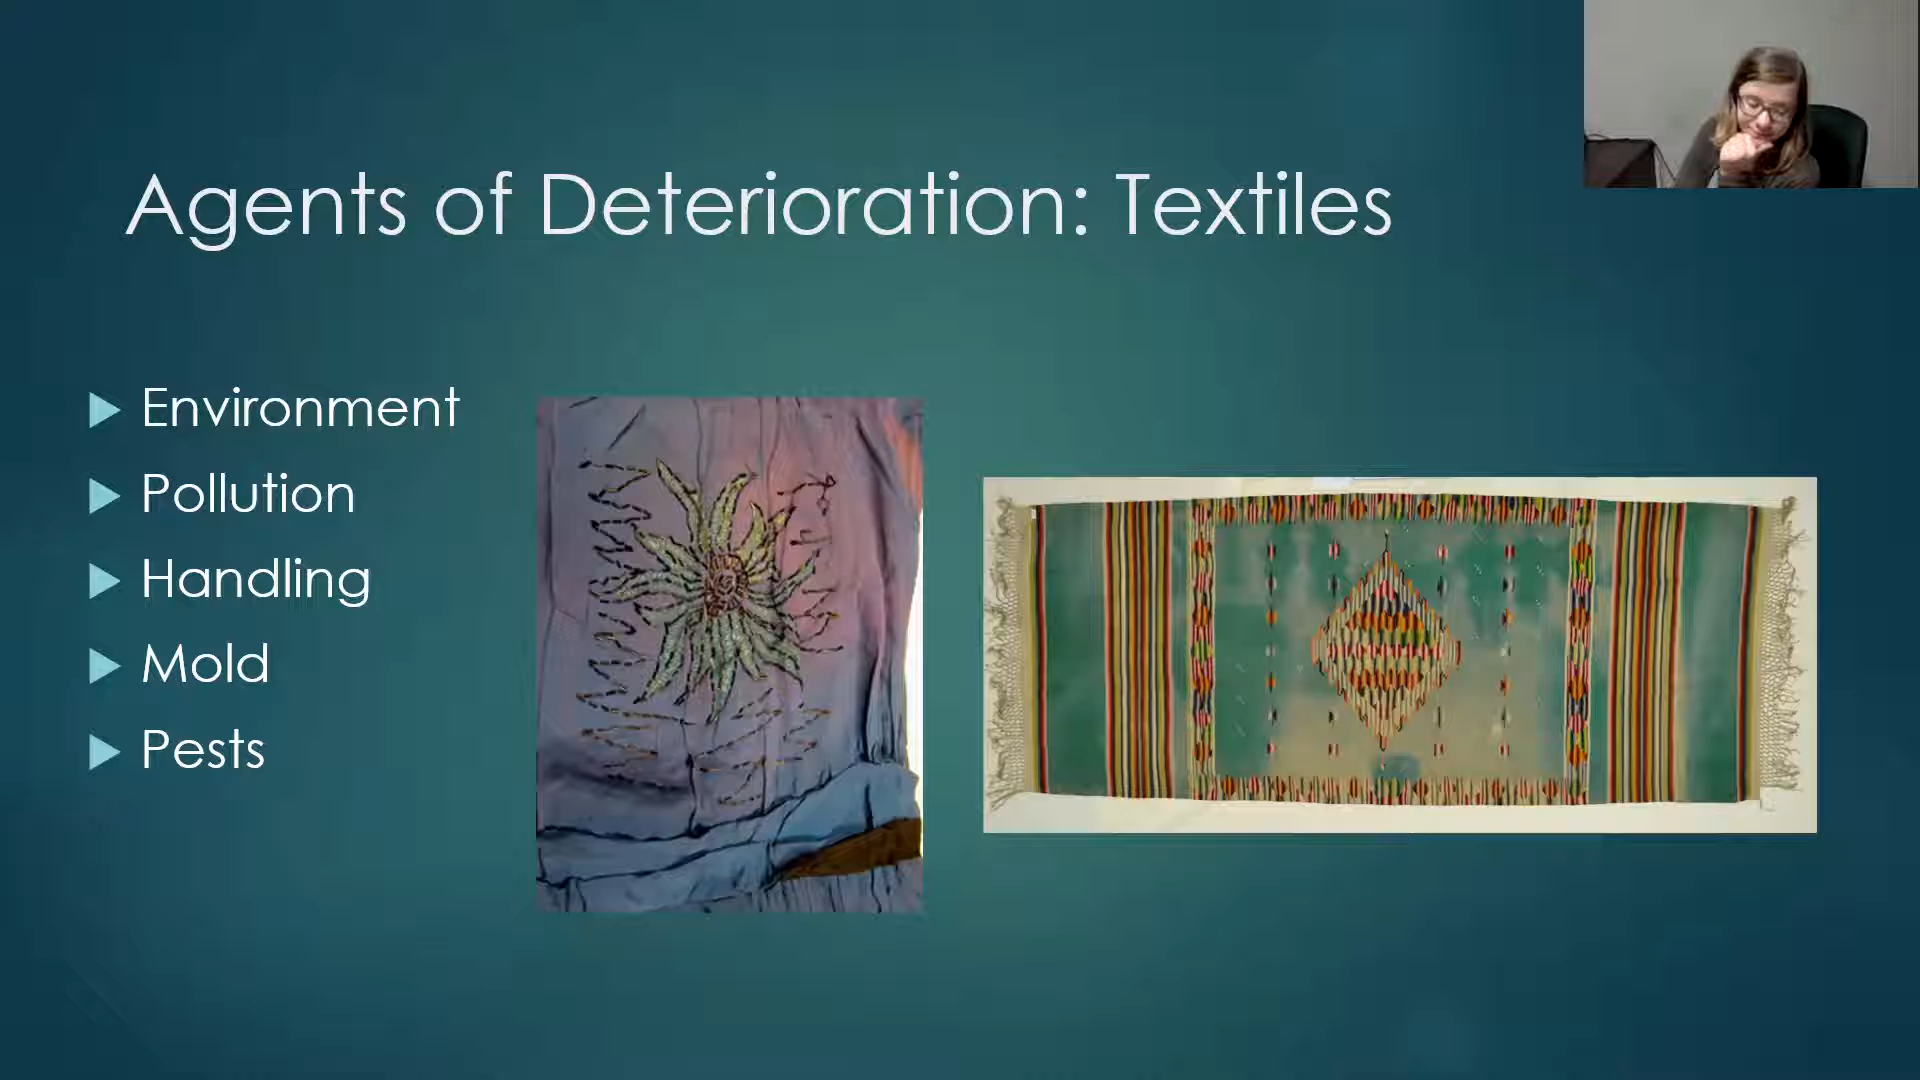 Agents of Deterioration: Textiles
Environment
Pollution
Handling
Mold
Pests